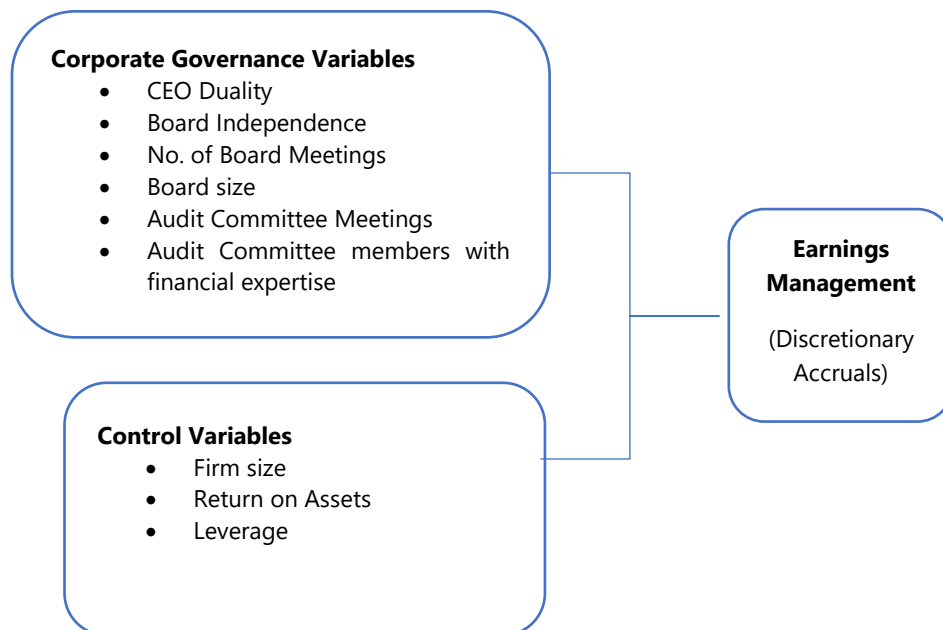 Corporate Governance Variables
• CEO Duality
• Board Independence
• No. of Board Meetings
• Board size
• Audit Committee Meetings
• Audit Committee members with
financial expertise
Earnings
Management
(Discretionary
Accruals)
Control Variables
• Firm size
• Return on Assets
• Leverage